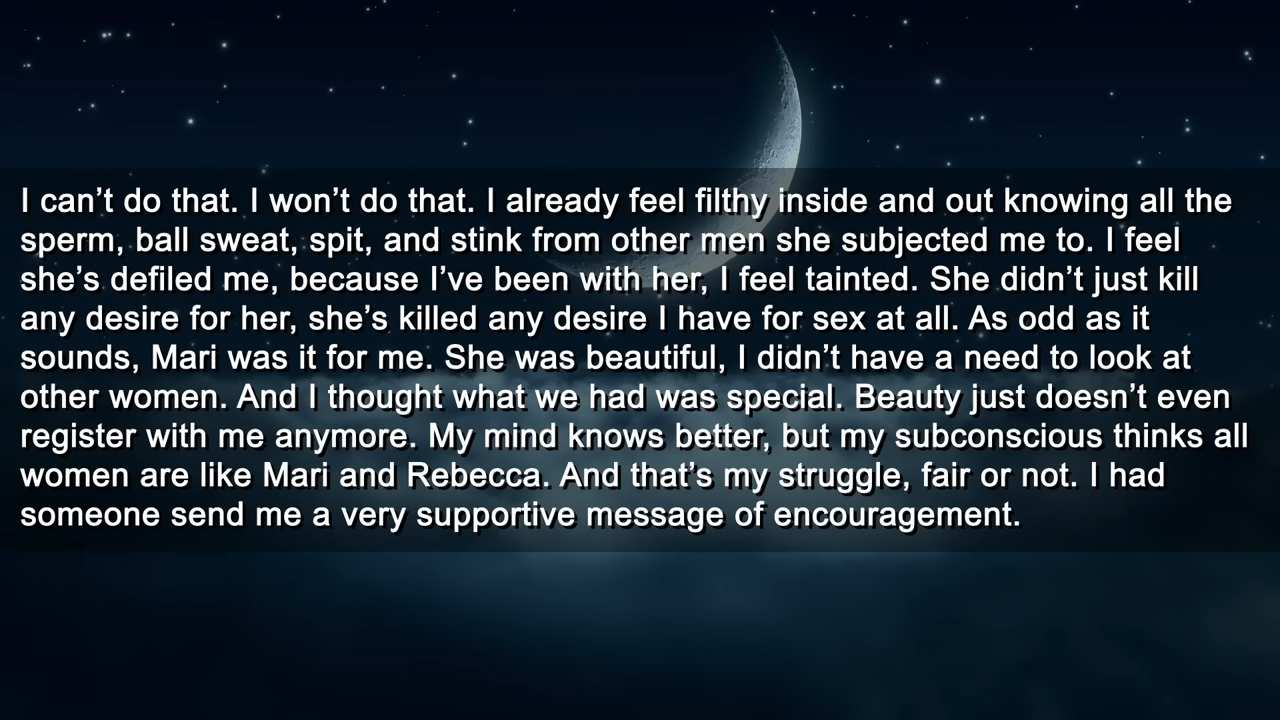 I can’t do that. I won’t do that. I already feel filthy inside and out knowing all the
sperm, ball sweat, spit, and stink from other men she subjected me to. I feel
she’s defiled me, because I’ve been with her, I feel tainted. She didn’t just kill
any desire for her, she’s killed any desire I have for sex at all. As odd as it
sounds, Mari was it for me. She was beautiful, I didn’t have a need to look at
other women. And I thought what we had was special. Beauty just doesn’t even
register with me anymore. My mind knows better, but my subconscious thinks all
women are like Mari and Rebecca. And that’s my struggle, fair or not. I had
someone send me a very supportive message of encouragement.